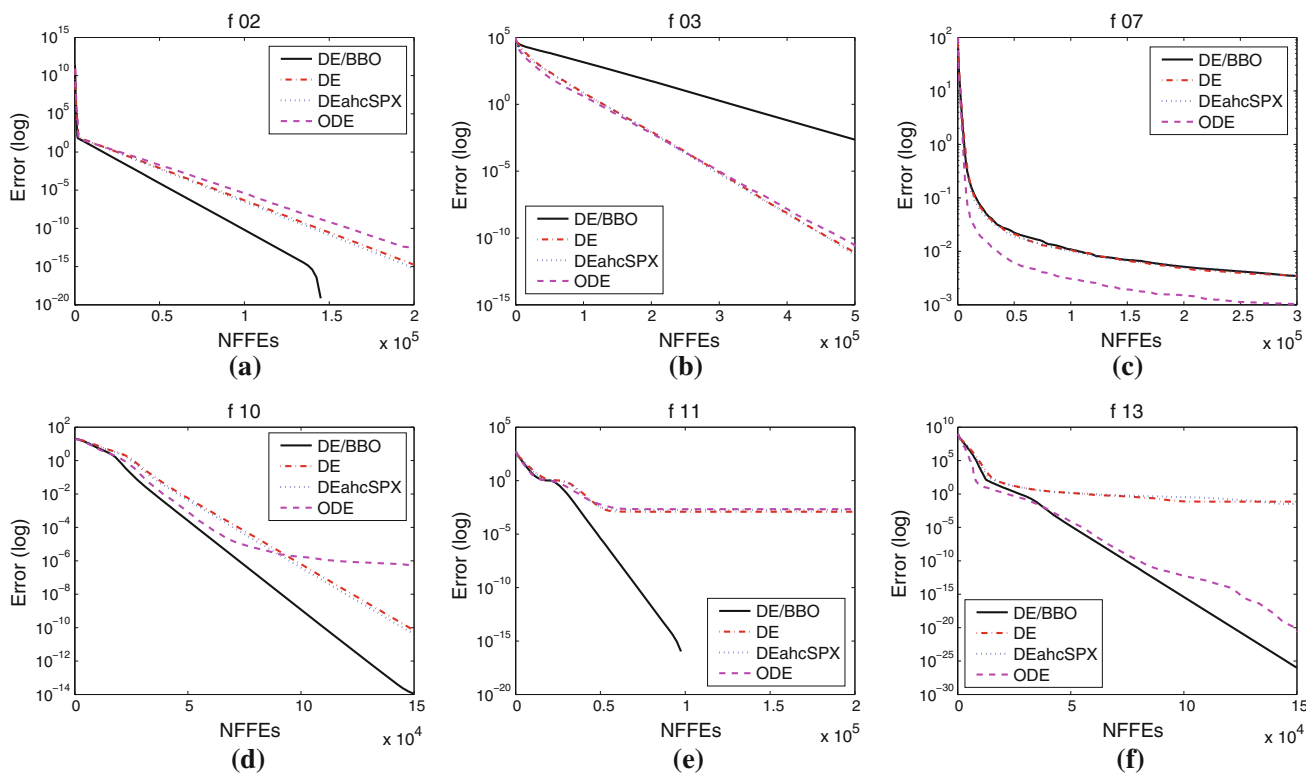 f 02
10^15
10^10
10^5
10^0
10^-5
10^-10
10^-15
10^-20
Error (log)
0
0.5
1
1.5
2
x 10^5
NFFEs
DE/BBO
DE
DEahcSPX
ODE
(a)
f 03
10^5
10^0
10^-5
10^-10
10^-15
Error (log)
0
1
2
3
4
5
x 10^5
NFFEs
DE/BBO
DE
DEahcSPX
ODE
(b)
f 07
10^2
10^1
10^0
10^-1
10^-2
10^-3
Error (log)
0
0.5
1
1.5
2
2.5
3
x 10^5
NFFEs
DE/BBO
DE
DEahcSPX
ODE
(c)
f 10
10^2
10^0
10^-2
10^-4
10^-6
10^-8
10^-10
10^-12
10^-14
Error (log)
0
5
10
15
x 10^4
NFFEs
DE/BBO
DE
DEahcSPX
ODE
(d)
f 11
10^5
10^0
10^-5
10^-10
10^-15
10^-20
Error (log)
0
0.5
1
1.5
2
x 10^5
NFFEs
DE/BBO
DE
DEahcSPX
ODE
(e)
f 13
10^10
10^5
10^0
10^-5
10^-10
10^-15
10^-20
10^-25
10^-30
Error (log)
0
5
10
15
x 10^4
NFFEs
DE/BBO
DE
DEahcSPX
ODE
(f)